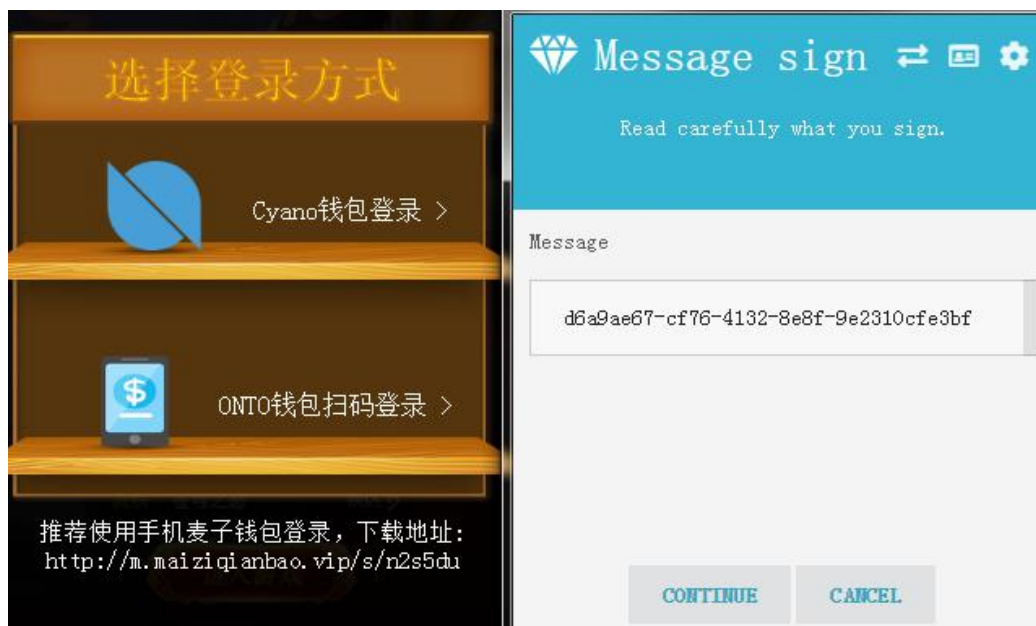 选择登录方式
Cyano钱包登录 >
ONTO钱包扫码登录 >
推荐使用手机麦子钱包登录，下载地址:
http://m.maiziqianbao.vip/s/n2s5du
Message sign
Read carefully what you sign.
Message
d6a9ae67-cf76-4132-8e8f-9e2310cfe3bf
CONTINUE
CANCEL